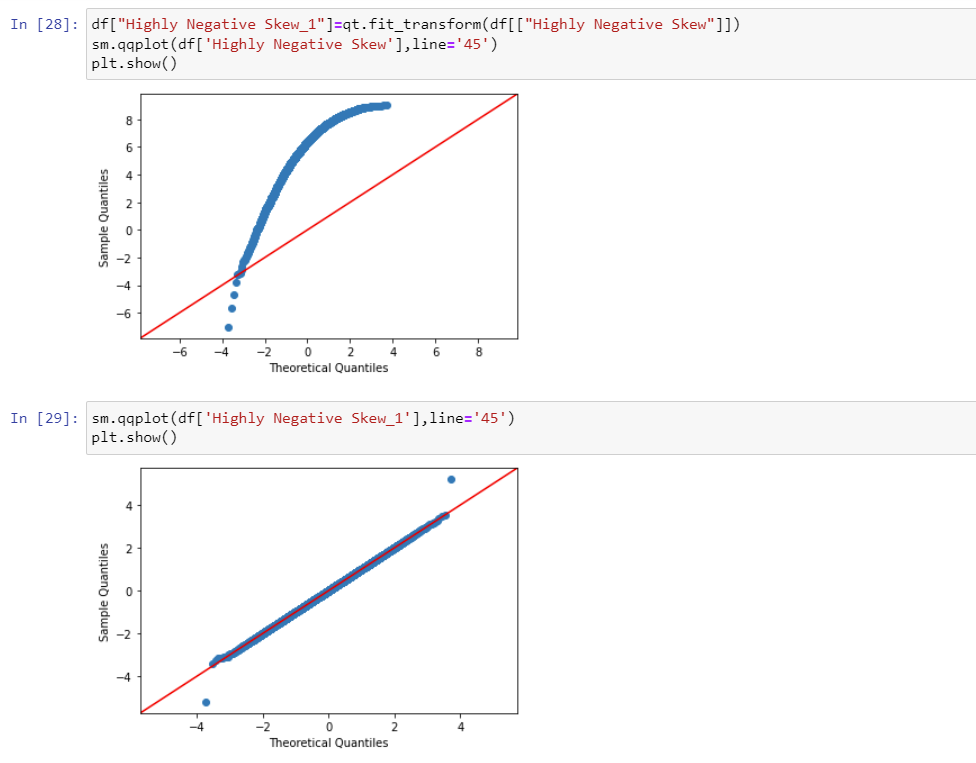 In [28]: df["Highly Negative Skew_1"]=qt.fit_transform(df[["Highly Negative Skew"]])
sm.qqplot(df['Highly Negative Skew'],line='45')
plt.show()
8
6
4
2
0
−2
−4
−6
Sample Quantiles
−6 −4 −2 0 2 4 6 8
Theoretical Quantiles
In [29]: sm.qqplot(df['Highly Negative Skew_1'],line='45')
plt.show()
4
2
0
−2
−4
Sample Quantiles
−4 −2 0 2 4
Theoretical Quantiles